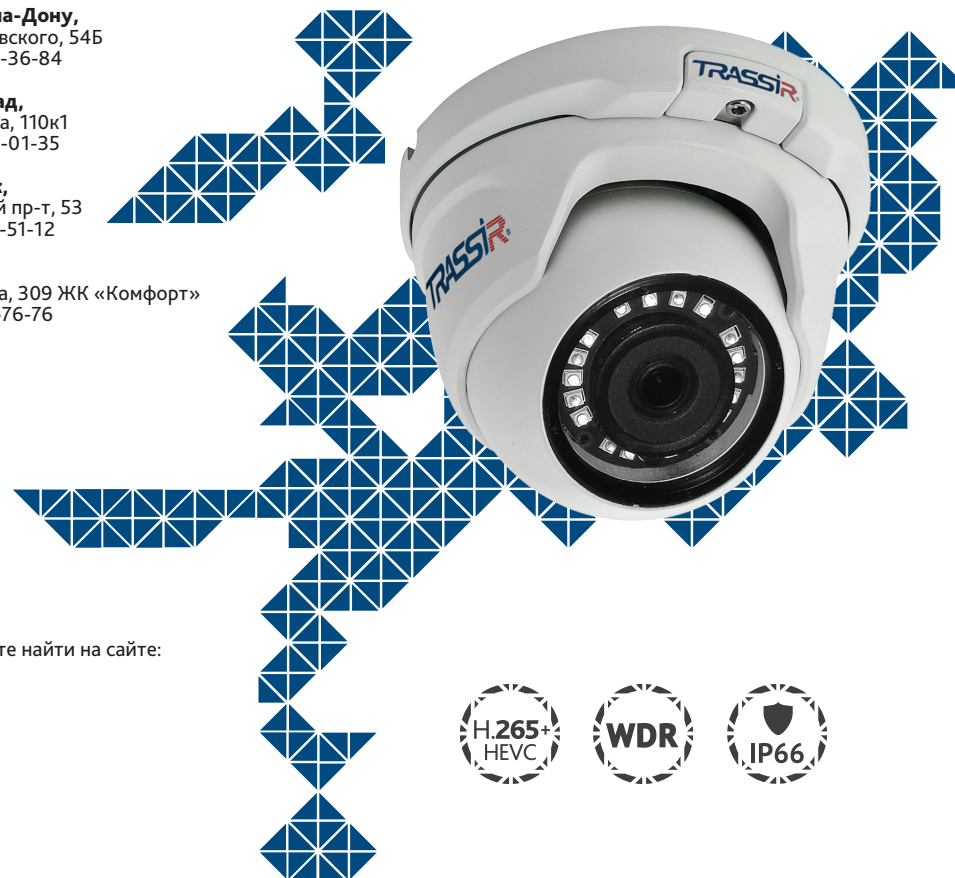 на-Дону,
вского, 54Б
-36-84
ад,
а, 110к1
-01-35
к,
й пр-т, 53
-51-12
а, 309 ЖК «Комфорт»
-76-76
те найти на сайте:
TRASSIR
TRASSIR
H.265+
HEVC
WDR
IP66